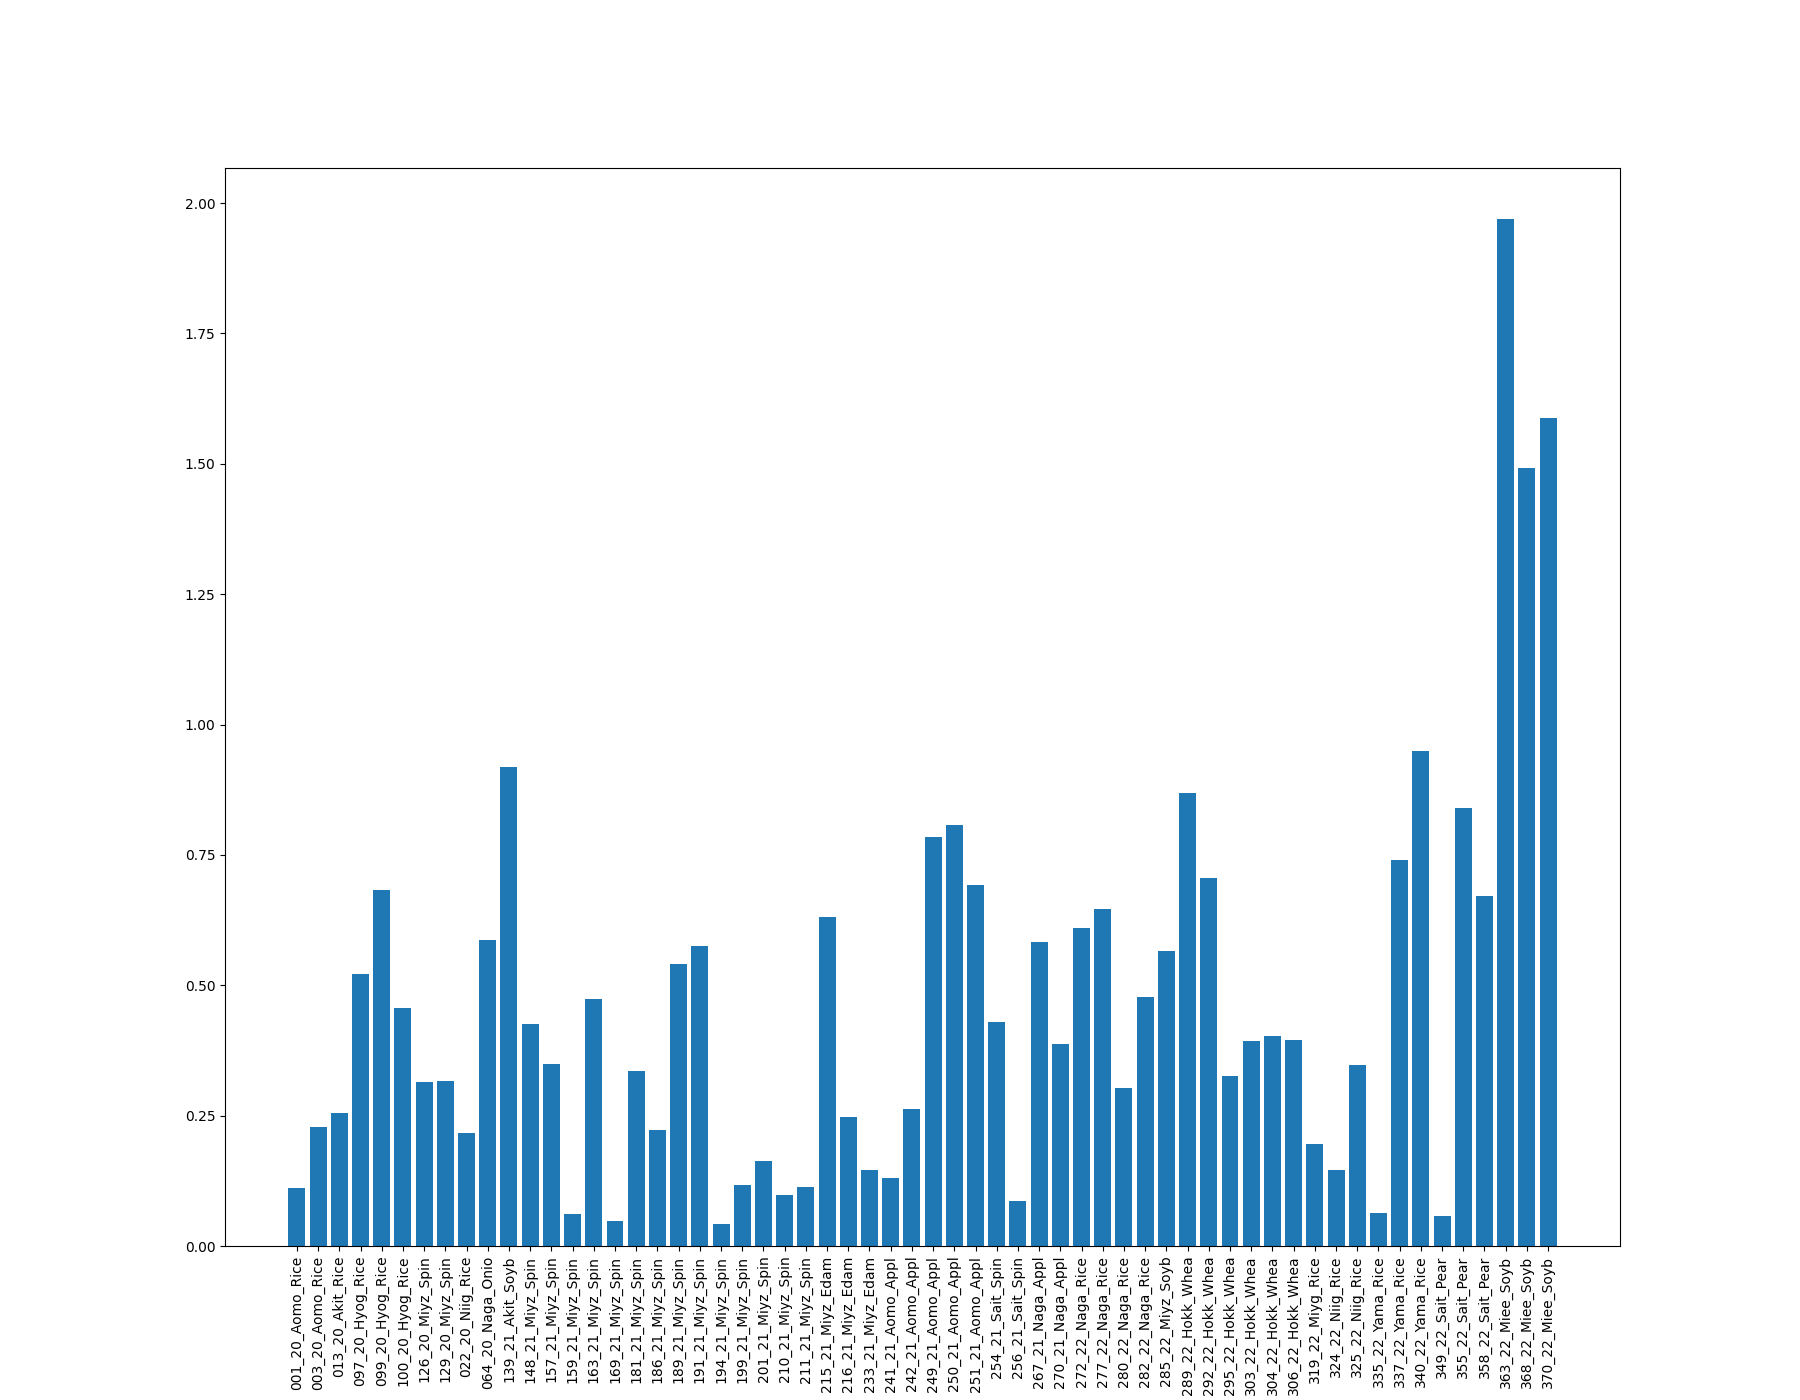 2.00
1.75
1.50
1.25
1.00
0.75
0.50
0.25
0.00
001_20_Aomo_Rice
003_20_Aomo_Rice
013_20_Akit_Rice
097_20_Hyog_Rice
099_20_Hyog_Rice
100_20_Hyog_Rice
126_20_Miyz_Spin
129_20_Miyz_Spin
022_20_Niig_Rice
064_20_Naga_Onio
139_21_Akit_Soyb
148_21_Miyz_Spin
157_21_Miyz_Spin
159_21_Miyz_Spin
163_21_Miyz_Spin
169_21_Miyz_Spin
181_21_Miyz_Spin
186_21_Miyz_Spin
189_21_Miyz_Spin
191_21_Miyz_Spin
194_21_Miyz_Spin
199_21_Miyz_Spin
201_21_Miyz_Spin
210_21_Miyz_Spin
211_21_Miyz_Spin
215_21_Miyz_Edam
216_21_Miyz_Edam
233_21_Miyz_Edam
241_21_Aomo_Appl
242_21_Aomo_Appl
249_21_Aomo_Appl
250_21_Aomo_Appl
251_21_Aomo_Appl
254_21_Sait_Spin
256_21_Sait_Spin
267_21_Naga_Appl
270_21_Naga_Appl
272_22_Naga_Rice
277_22_Naga_Rice
280_22_Naga_Rice
282_22_Naga_Rice
285_22_Miyz_Soyb
289_22_Hokk_Whea
292_22_Hokk_Whea
295_22_Hokk_Whea
303_22_Hokk_Whea
304_22_Hokk_Whea
306_22_Hokk_Whea
319_22_Miyg_Rice
324_22_Niig_Rice
325_22_Niig_Rice
335_22_Yama_Rice
337_22_Yama_Rice
340_22_Yama_Rice
349_22_Sait_Pear
355_22_Sait_Pear
358_22_Sait_Pear
363_22_Miee_Soyb
368_22_Miee_Soyb
370_22_Miee_Soyb